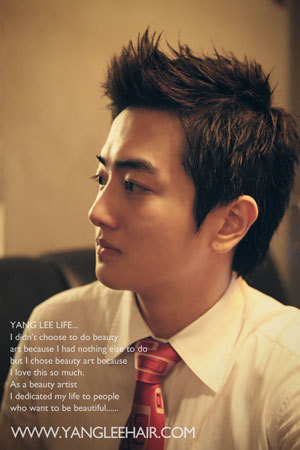 YANG LEE LIFE...
I didn't choose to do beauty
art because I had nothing else to do
but I chose beauty art because
I love this so much.
As a beauty artist
I dedicated my life to people
who want to be beautiful......
WWW.YANGLEEHAIR.COM